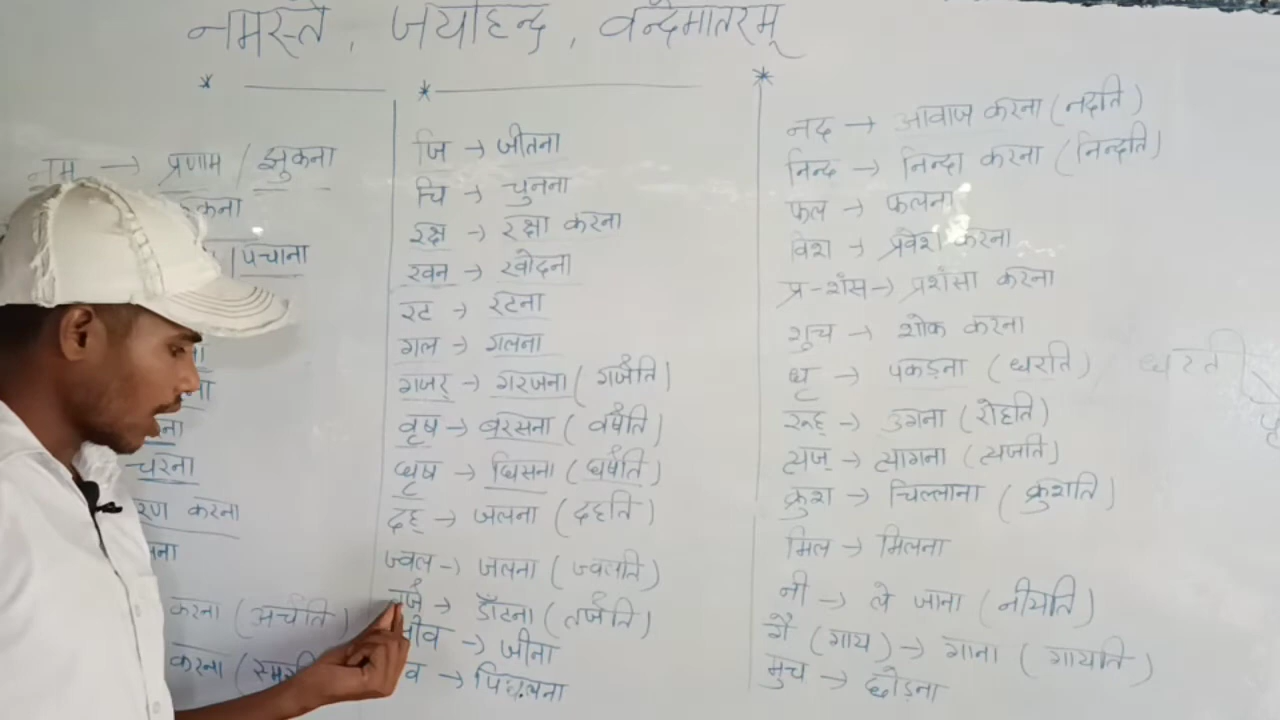 नमस्ते, जयहिन्द, वन्देमातरम्
नम → प्रणाम / झुकना
पचाना
चरना
करना
करना (अर्चति)
करना
जि → जीतना
चि → चुनना
रक्ष → रक्षा करना
खन → खोदना
रट → रटना
गल → गलना
गजर् → गरजना (गर्जति)
वृष → बरसना (वर्षति)
घृष → घिसना (घर्षति)
दह् → जलना (दहति)
ज्वल → जलना (ज्वलति)
→ डाँटना (तर्जति)
→ जीना
→ पिघलना
नद → आवाज करना (नदति)
निन्द → निन्दा करना (निन्दति)
फल → फलना
विश → प्रवेश करना
प्र-शंस → प्रशंसा करना
शुच → शोक करना
धृ → पकड़ना (धरति) धरती
रूह् → उगना (रोहति)
त्यज् → त्यागना (त्यजति)
क्रुश → चिल्लाना (क्रुशति)
मिल → मिलना
नी → ले जाना (नीयति)
गै (गाय) → गाना (गायति)
मुच → छोड़ना